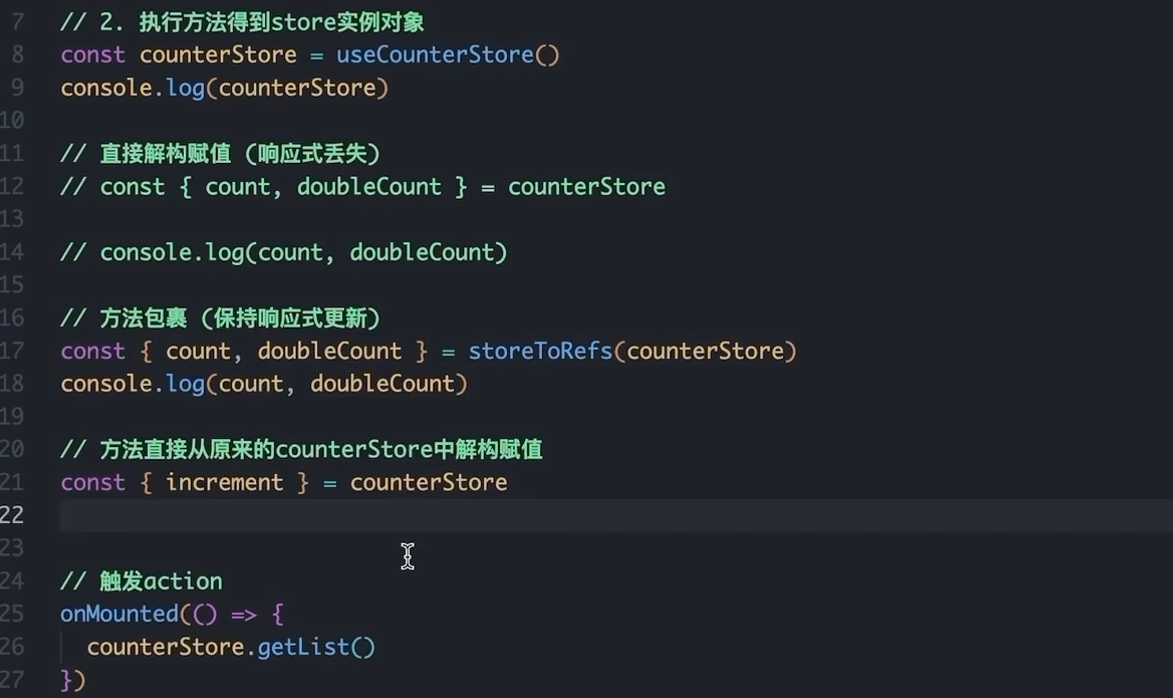 7 // 2. 执行方法得到store实例对象
8 const counterStore = useCounterStore()
9 console.log(counterStore)
10
11 // 直接解构赋值 (响应式丢失)
12 // const { count, doubleCount } = counterStore
13
14 // console.log(count, doubleCount)
15
16 // 方法包裹 (保持响应式更新)
17 const { count, doubleCount } = storeToRefs(counterStore)
18 console.log(count, doubleCount)
19
20 // 方法直接从原来的counterStore中解构赋值
21 const { increment } = counterStore
22
23
24 // 触发action
25 onMounted(() => {
26   counterStore.getList()
27 })